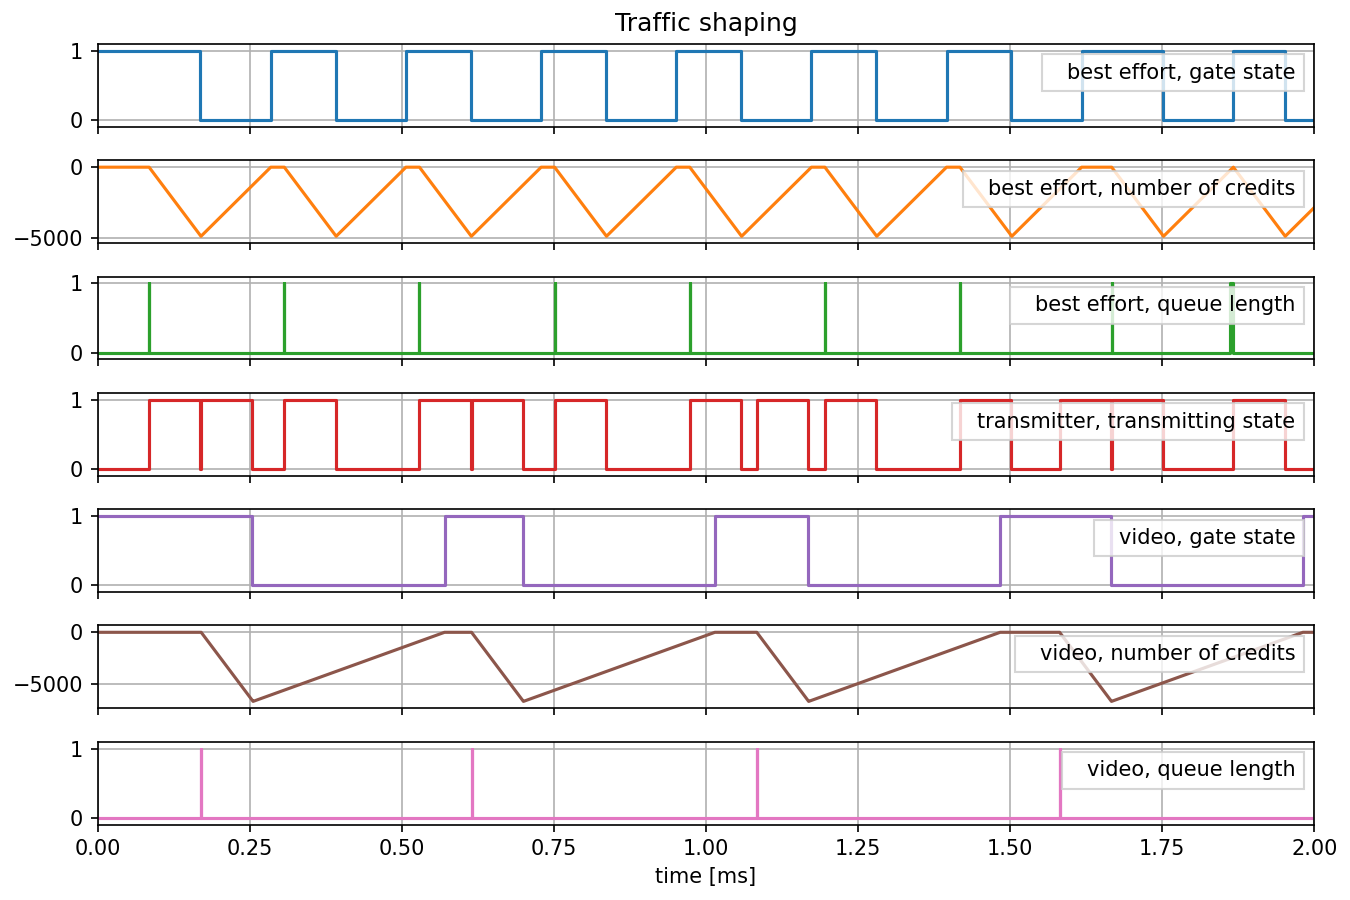 Traffic shaping
1
best effort, gate state
0
0
best effort, number of credits
−5000
1
best effort, queue length
0
1
transmitter, transmitting state
0
1
video, gate state
0
0
video, number of credits
−5000
1
video, queue length
0
0.00 0.25 0.50 0.75 1.00 1.25 1.50 1.75 2.00
time [ms]